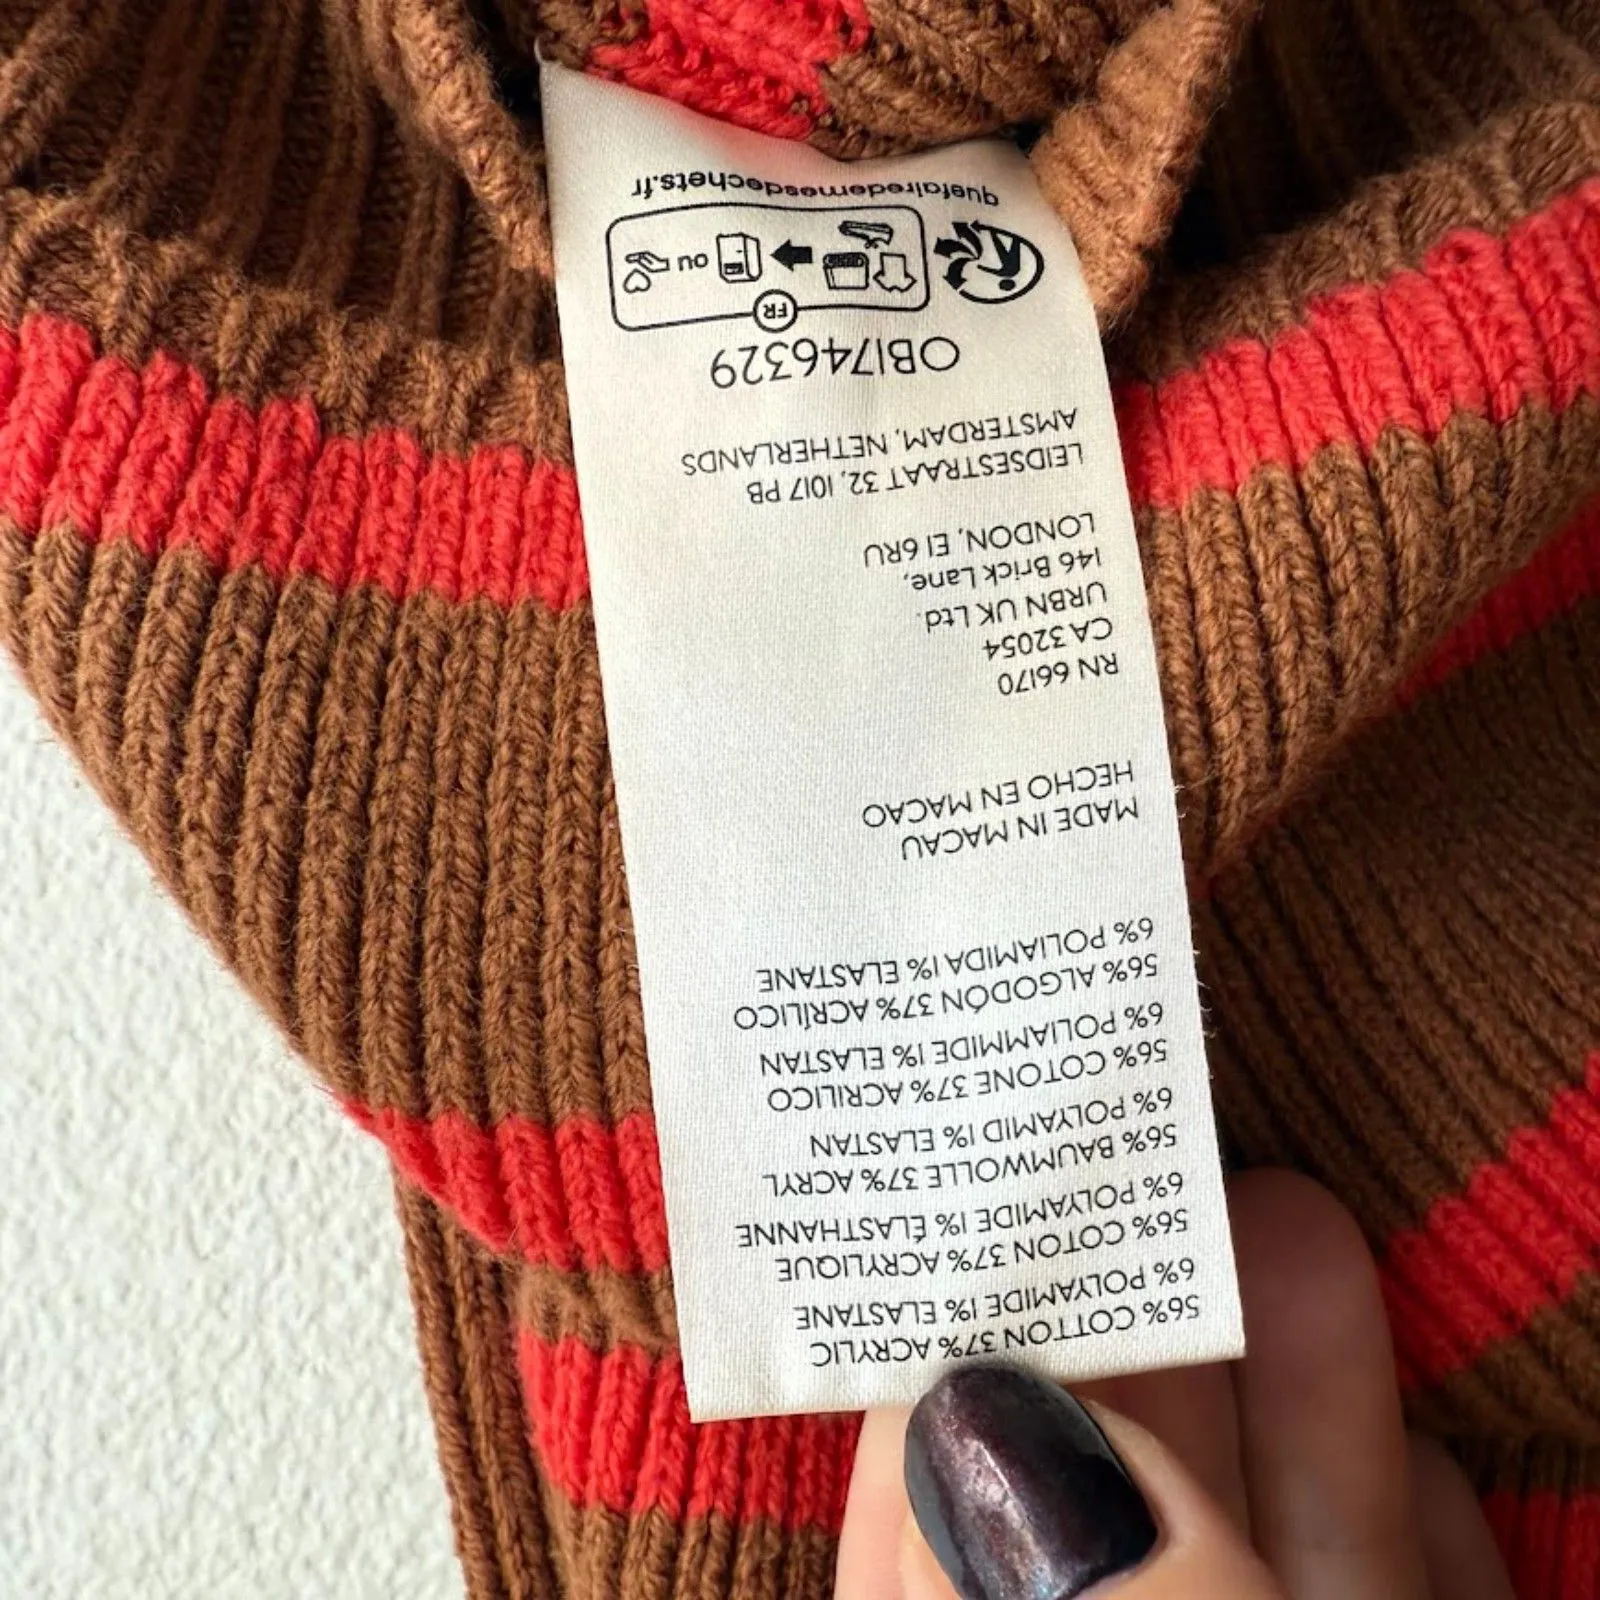 56% COTTON 37% ACRYLIC
6% POLYAMIDE 1% ELASTANE
56% COTON 37% ACRYLIQUE
6% POLYAMIDE 1% ÉLASTHANNE
56% BAUMWOLLE 37% ACRYL
6% POLYAMID 1% ELASTAN
56% COTONE 37% ACRILICO
6% POLIAMMIDE 1% ELASTAN
56% ALGODÓN 37% ACRÍLICO
6% POLIAMIDA 1% ELASTANE
MADE IN MACAU
HECHO EN MACAO
RN 66170
CA 32054
URBN UK Ltd.
146 Brick Lane,
LONDON, E1 6RU
LEIDSESTRAAT 32, 1017 PB
AMSTERDAM, NETHERLANDS
OB1746329
FR
ou
quefairedemesdechets.fr